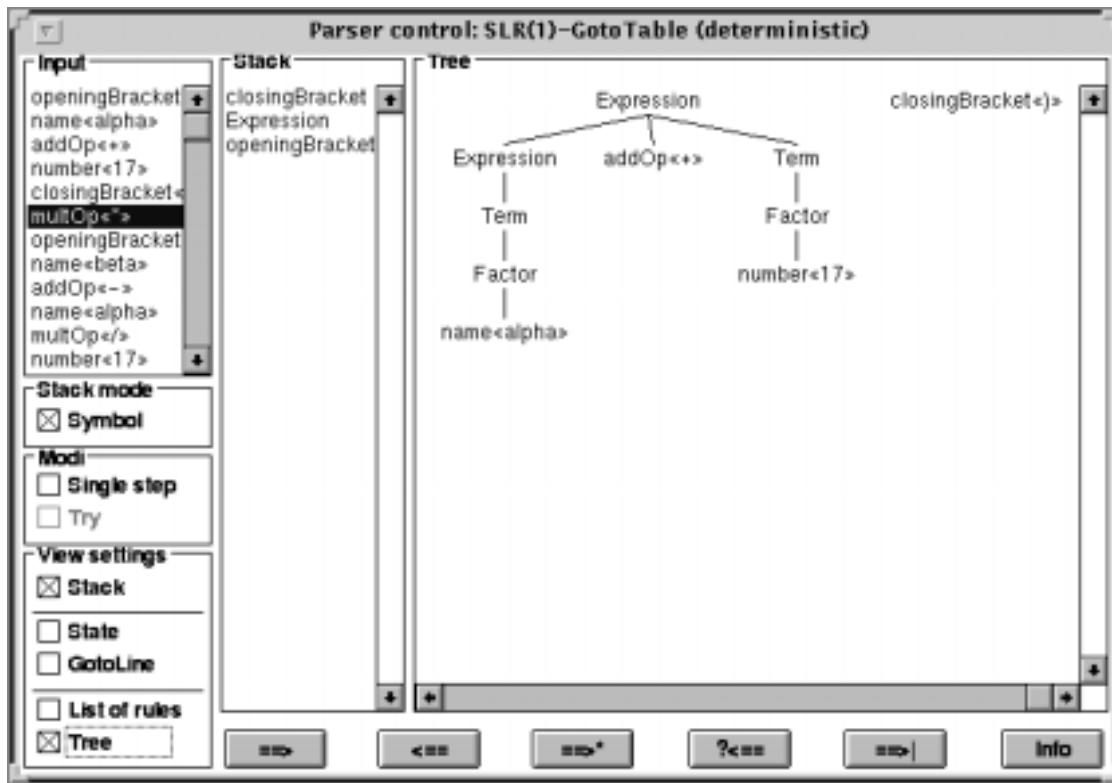 Parser control: SLR(1)-GotoTable (deterministic)
Input
openingBracket
name«alpha»
addOp«+»
number«17»
closingBracket«
multOp«*»
openingBracket
name«beta»
addOp«-»
name«alpha»
multOp«/»
number«17»
Stack mode
Symbol
Modi
Single step
Try
View settings
Stack
State
GotoLine
List of rules
Tree
Stack
closingBracket
Expression
openingBracket
Tree
Expression closingBracket«)»
Expression addOp«+» Term
Term Factor
Factor number«17»
name«alpha»
==> <== ==>* ?<== ==>| Info